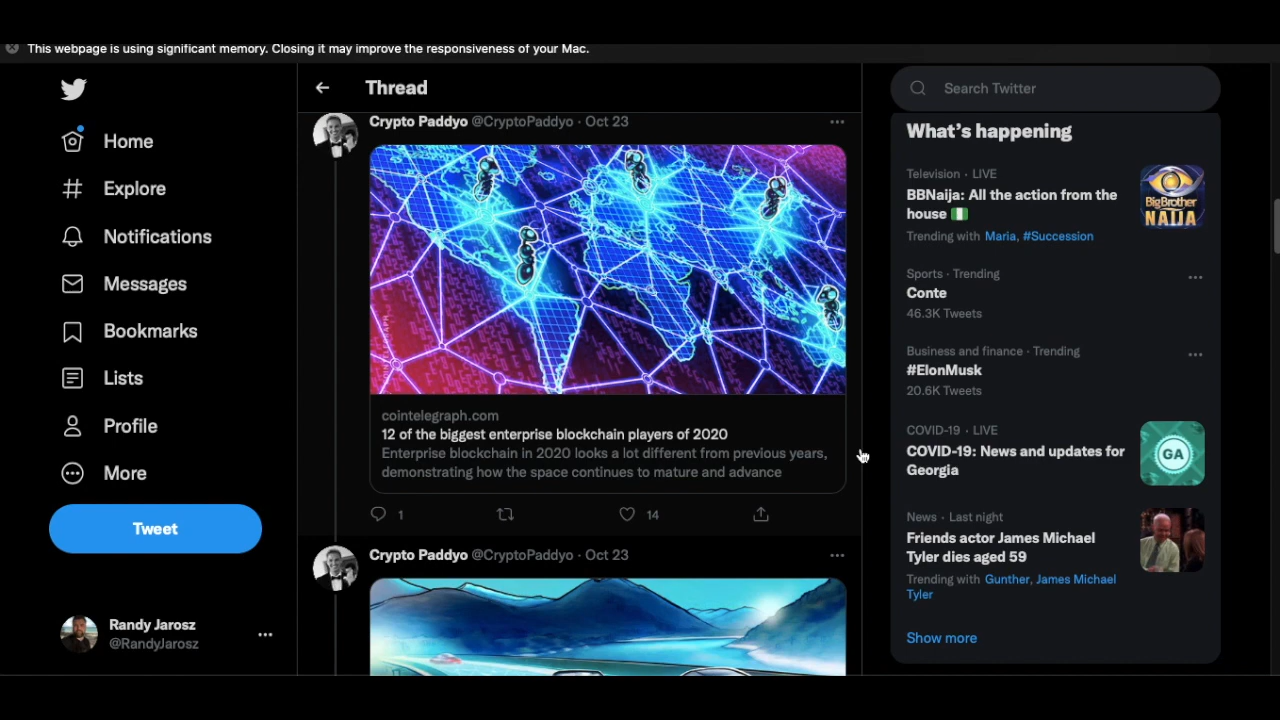 This webpage is using significant memory. Closing it may improve the responsiveness of your Mac.
Home
Explore
Notifications
Messages
Bookmarks
Lists
Profile
More
Tweet
Randy Jarosz
@RandyJarosz
Thread
Crypto Paddyo @CryptoPaddyo · Oct 23
cointelegraph.com
12 of the biggest enterprise blockchain players of 2020
Enterprise blockchain in 2020 looks a lot different from previous years,
demonstrating how the space continues to mature and advance
1
14
Crypto Paddyo @CryptoPaddyo · Oct 23
Search Twitter
What's happening
Television · LIVE
BBNaija: All the action from the
house
Trending with Maria, #Succession
BigBrother
NAIJA
Sports · Trending
Conte
46.3K Tweets
Business and finance · Trending
#ElonMusk
20.6K Tweets
COVID-19 · LIVE
COVID-19: News and updates for
Georgia
GA
News · Last night
Friends actor James Michael
Tyler dies aged 59
Trending with Gunther, James Michael
Tyler
Show more